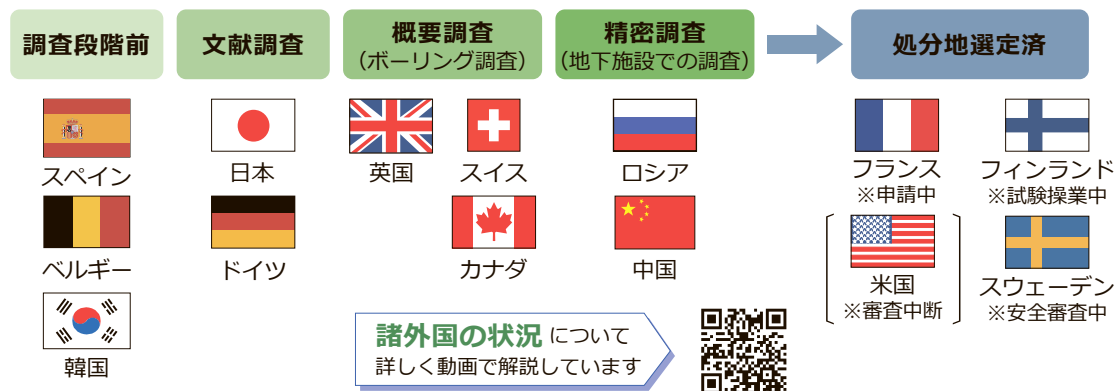 調査段階前
文献調査
概要調査
（ボーリング調査）
精密調査
（地下施設での調査）
処分地選定済
スペイン
日本
英国
スイス
ロシア
フランス
※申請中
フィンランド
※試験操業中
ベルギー
ドイツ
カナダ
中国
米国
※審査中断
スウェーデン
※安全審査中
韓国
諸外国の状況 について
詳しく動画で解説しています